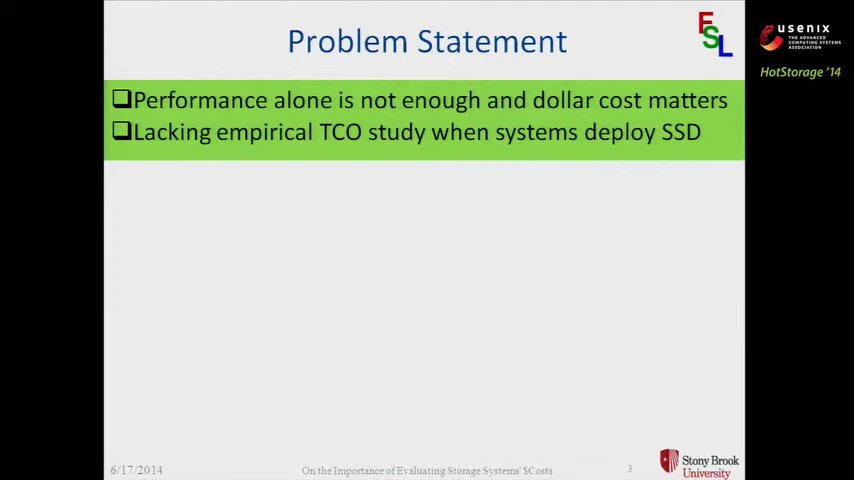 Problem Statement
FSL
usenix
THE ADVANCED
COMPUTING SYSTEMS
ASSOCIATION
HotStorage '14
❑Performance alone is not enough and dollar cost matters
❑Lacking empirical TCO study when systems deploy SSD
6/17/2014
On the Importance of Evaluating Storage Systems' $Costs
3
Stony Brook
University